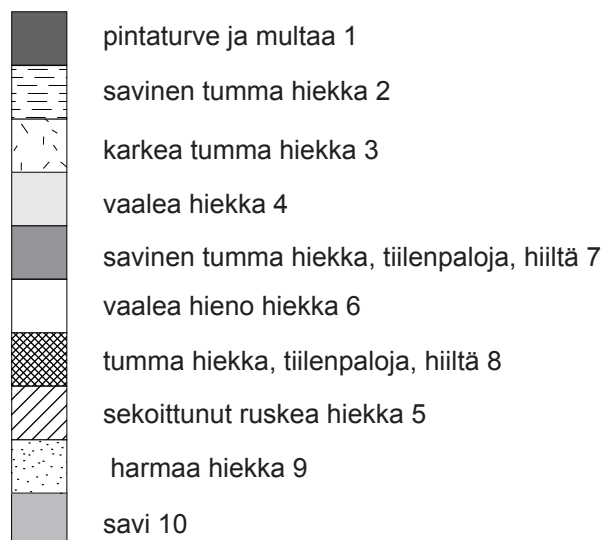 pintaturve ja multaa 1
savinen tumma hiekka 2
karkea tumma hiekka 3
vaalea hiekka 4
savinen tumma hiekka, tiilenpaloja, hiiltä 7
vaalea hieno hiekka 6
tumma hiekka, tiilenpaloja, hiiltä 8
sekoittunut ruskea hiekka 5
harmaa hiekka 9
savi 10